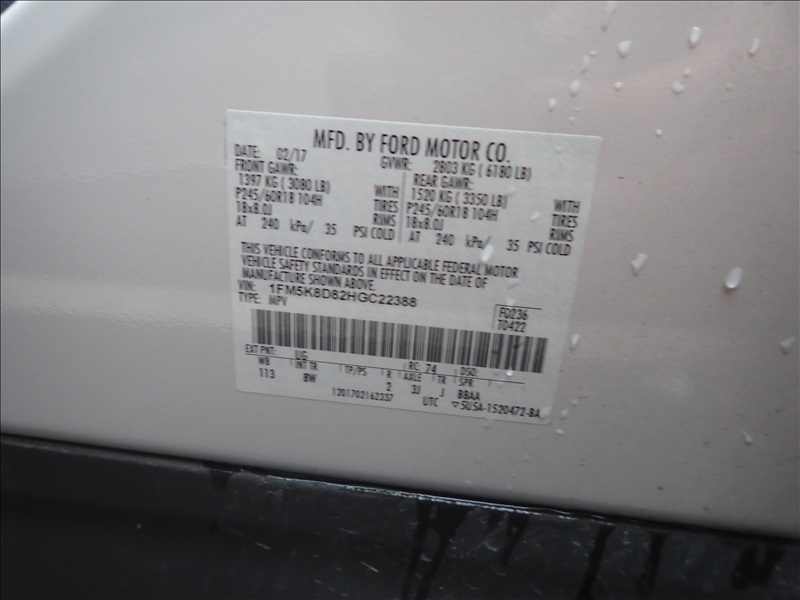 MFD. BY FORD MOTOR CO.
DATE: 02/17 GVWR: 2803 KG ( 6180 LB)
FRONT GAWR: REAR GAWR:
1397 KG ( 3080 LB) WITH 1520 KG ( 3350 LB) WITH
P245/60R18 104H TIRES P245/60R18 104H TIRES
18x8.0J RIMS 18x8.0J RIMS
AT 240 kPa/ 35 PSI COLD AT 240 kPa/ 35 PSI COLD
THIS VEHICLE CONFORMS TO ALL APPLICABLE FEDERAL MOTOR
VEHICLE SAFETY STANDARDS IN EFFECT ON THE DATE OF
MANUFACTURE SHOWN ABOVE.
VIN: 1FM5K8D82HGC22388
TYPE: MPV
F0236
T0422
EXT PNT: UG RC: 74 DSO:
WB INT TR TP/PS R AXLE TR SPR
113 BW 2 3J J BBAA
1201702162337 UTC ▽5USA-1520472-BA